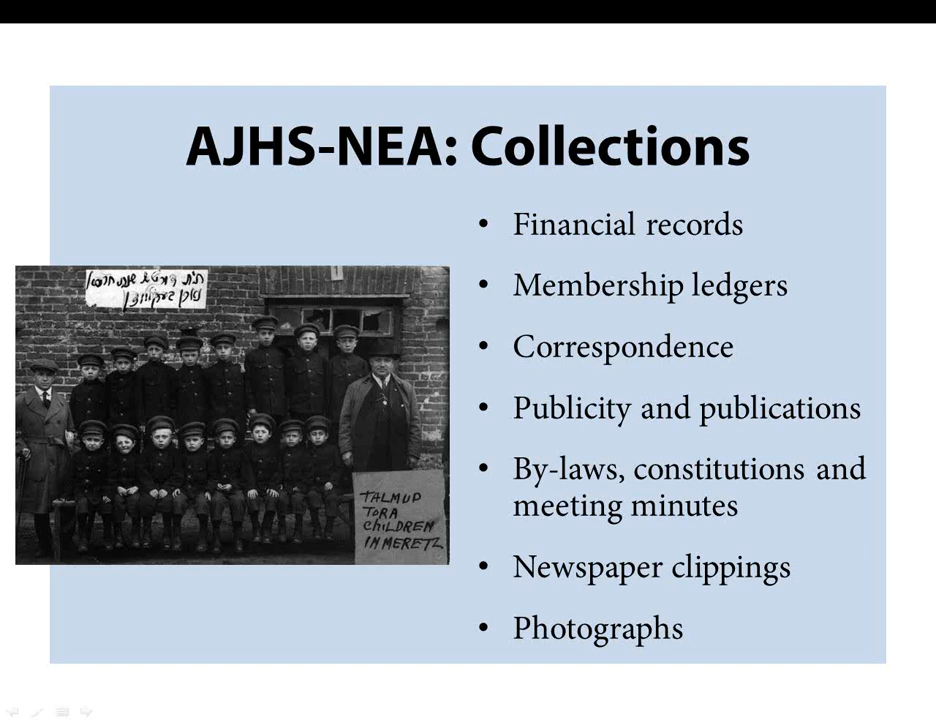 AJHS-NEA: Collections
• Financial records
• Membership ledgers
• Correspondence
• Publicity and publications
• By-laws, constitutions and
meeting minutes
• Newspaper clippings
• Photographs
TALMUD
TORA
CHILDREN
IN MERETZ